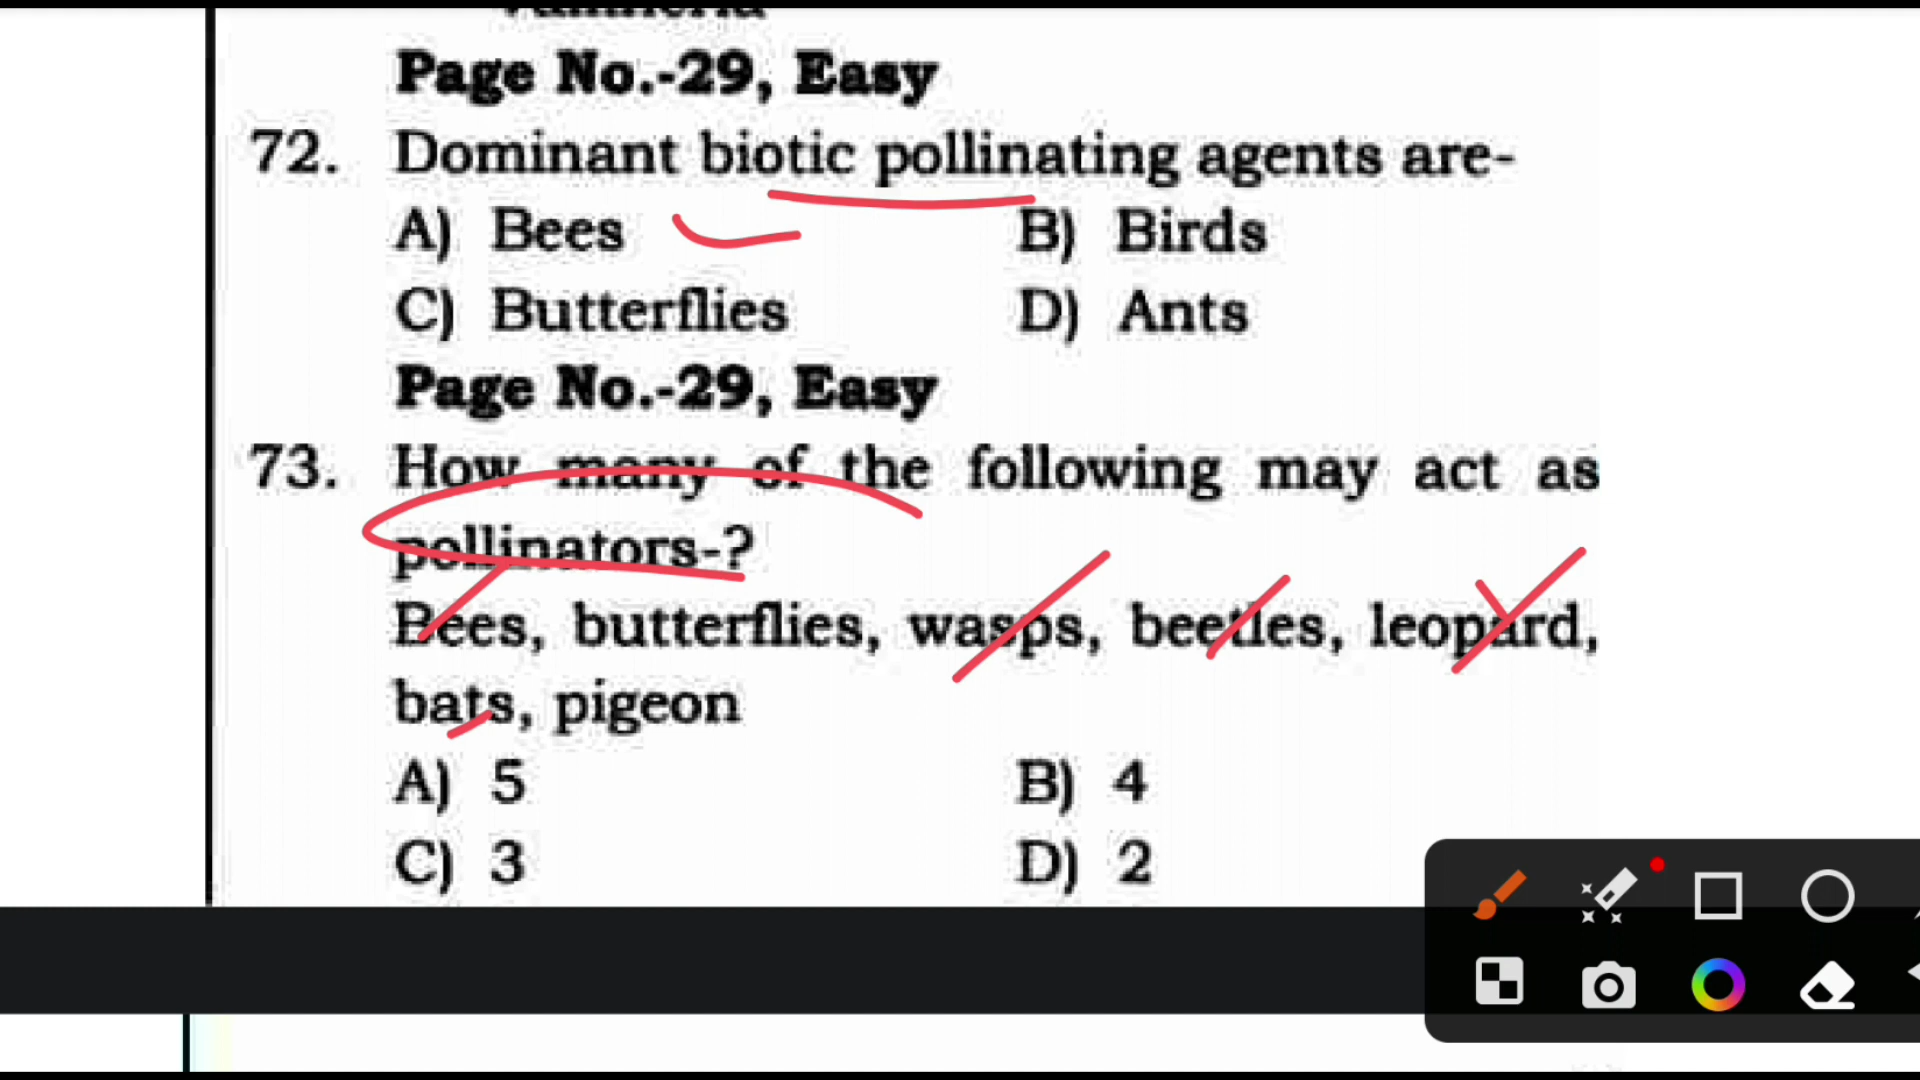 Page No.-29, Easy
72. Dominant biotic pollinating agents are-
A) Bees B) Birds
C) Butterflies D) Ants
Page No.-29, Easy
73. How many of the following may act as
pollinators-?
Bees, butterflies, wasps, beetles, leopard,
bats, pigeon
A) 5 B) 4
C) 3 D) 2